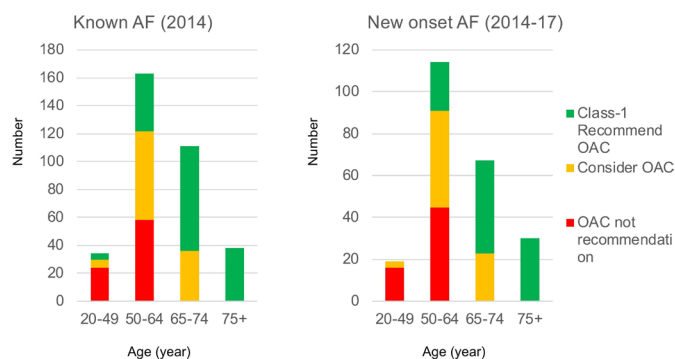 Known AF (2014)
180
160
140
120
100
80
60
40
20
0
Number
20-49 50-64 65-74 75+
Age (year)
New onset AF (2014-17)
120
100
80
60
40
20
0
Number
20-49 50-64 65-74 75+
Age (year)
Class-1
Recommend
OAC
Consider OAC
OAC not
recommendati
on